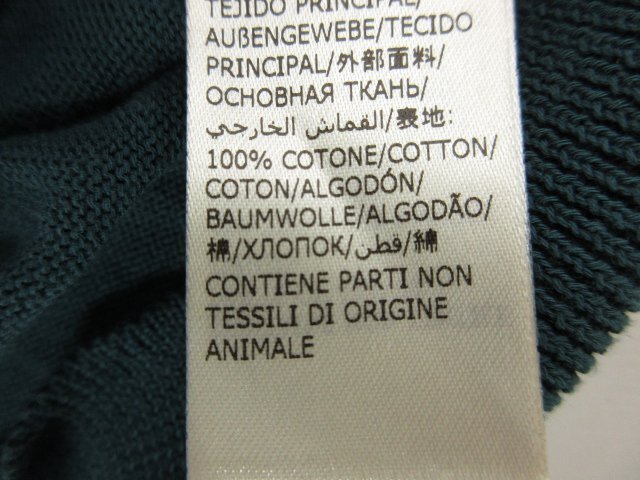 TEJIDO PRINCIPAL/
AUßENGEWEBE/TECIDO
PRINCIPAL/外部面料/
ОСНОВНАЯ ТКАНЬ/
القماش الخارجي/表地:
100% COTONE/COTTON/
COTON/ALGODÓN/
BAUMWOLLE/ALGODÃO/
棉/ХЛОПОК/قطن/綿
CONTIENE PARTI NON
TESSILI DI ORIGINE
ANIMALE